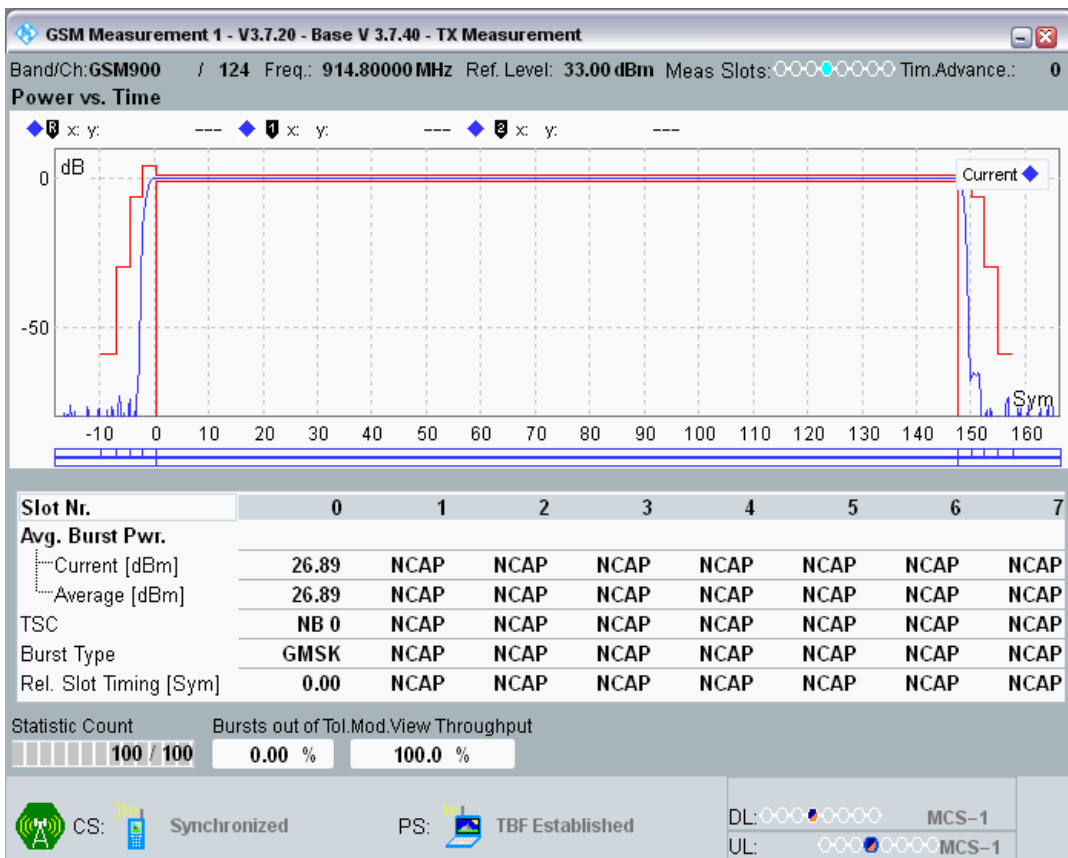 GSM Measurement 1 - V3.7.20 - Base V 3.7.40 - TX Measurement
Band/Ch:GSM900 / 124 Freq.: 914.80000 MHz Ref. Level: 33.00 dBm Meas Slots: Tim.Advance.: 0
Power vs. Time
R x: y: --- 1 x: y: --- 2 x: y: ---
dB
0
Current
-50
Sym
-10 0 10 20 30 40 50 60 70 80 90 100 110 120 130 140 150 160
Slot Nr. 0 1 2 3 4 5 6 7
Avg. Burst Pwr.
Current [dBm] 26.89 NCAP NCAP NCAP NCAP NCAP NCAP NCAP
Average [dBm] 26.89 NCAP NCAP NCAP NCAP NCAP NCAP NCAP
TSC NB 0 NCAP NCAP NCAP NCAP NCAP NCAP NCAP
Burst Type GMSK NCAP NCAP NCAP NCAP NCAP NCAP NCAP
Rel. Slot Timing [Sym] 0.00 NCAP NCAP NCAP NCAP NCAP NCAP NCAP
Statistic Count Bursts out of Tol.Mod.View Throughput
100 / 100 0.00 % 100.0 %
CS: Synchronized PS: TBF Established
DL: MCS-1
UL: MCS-1